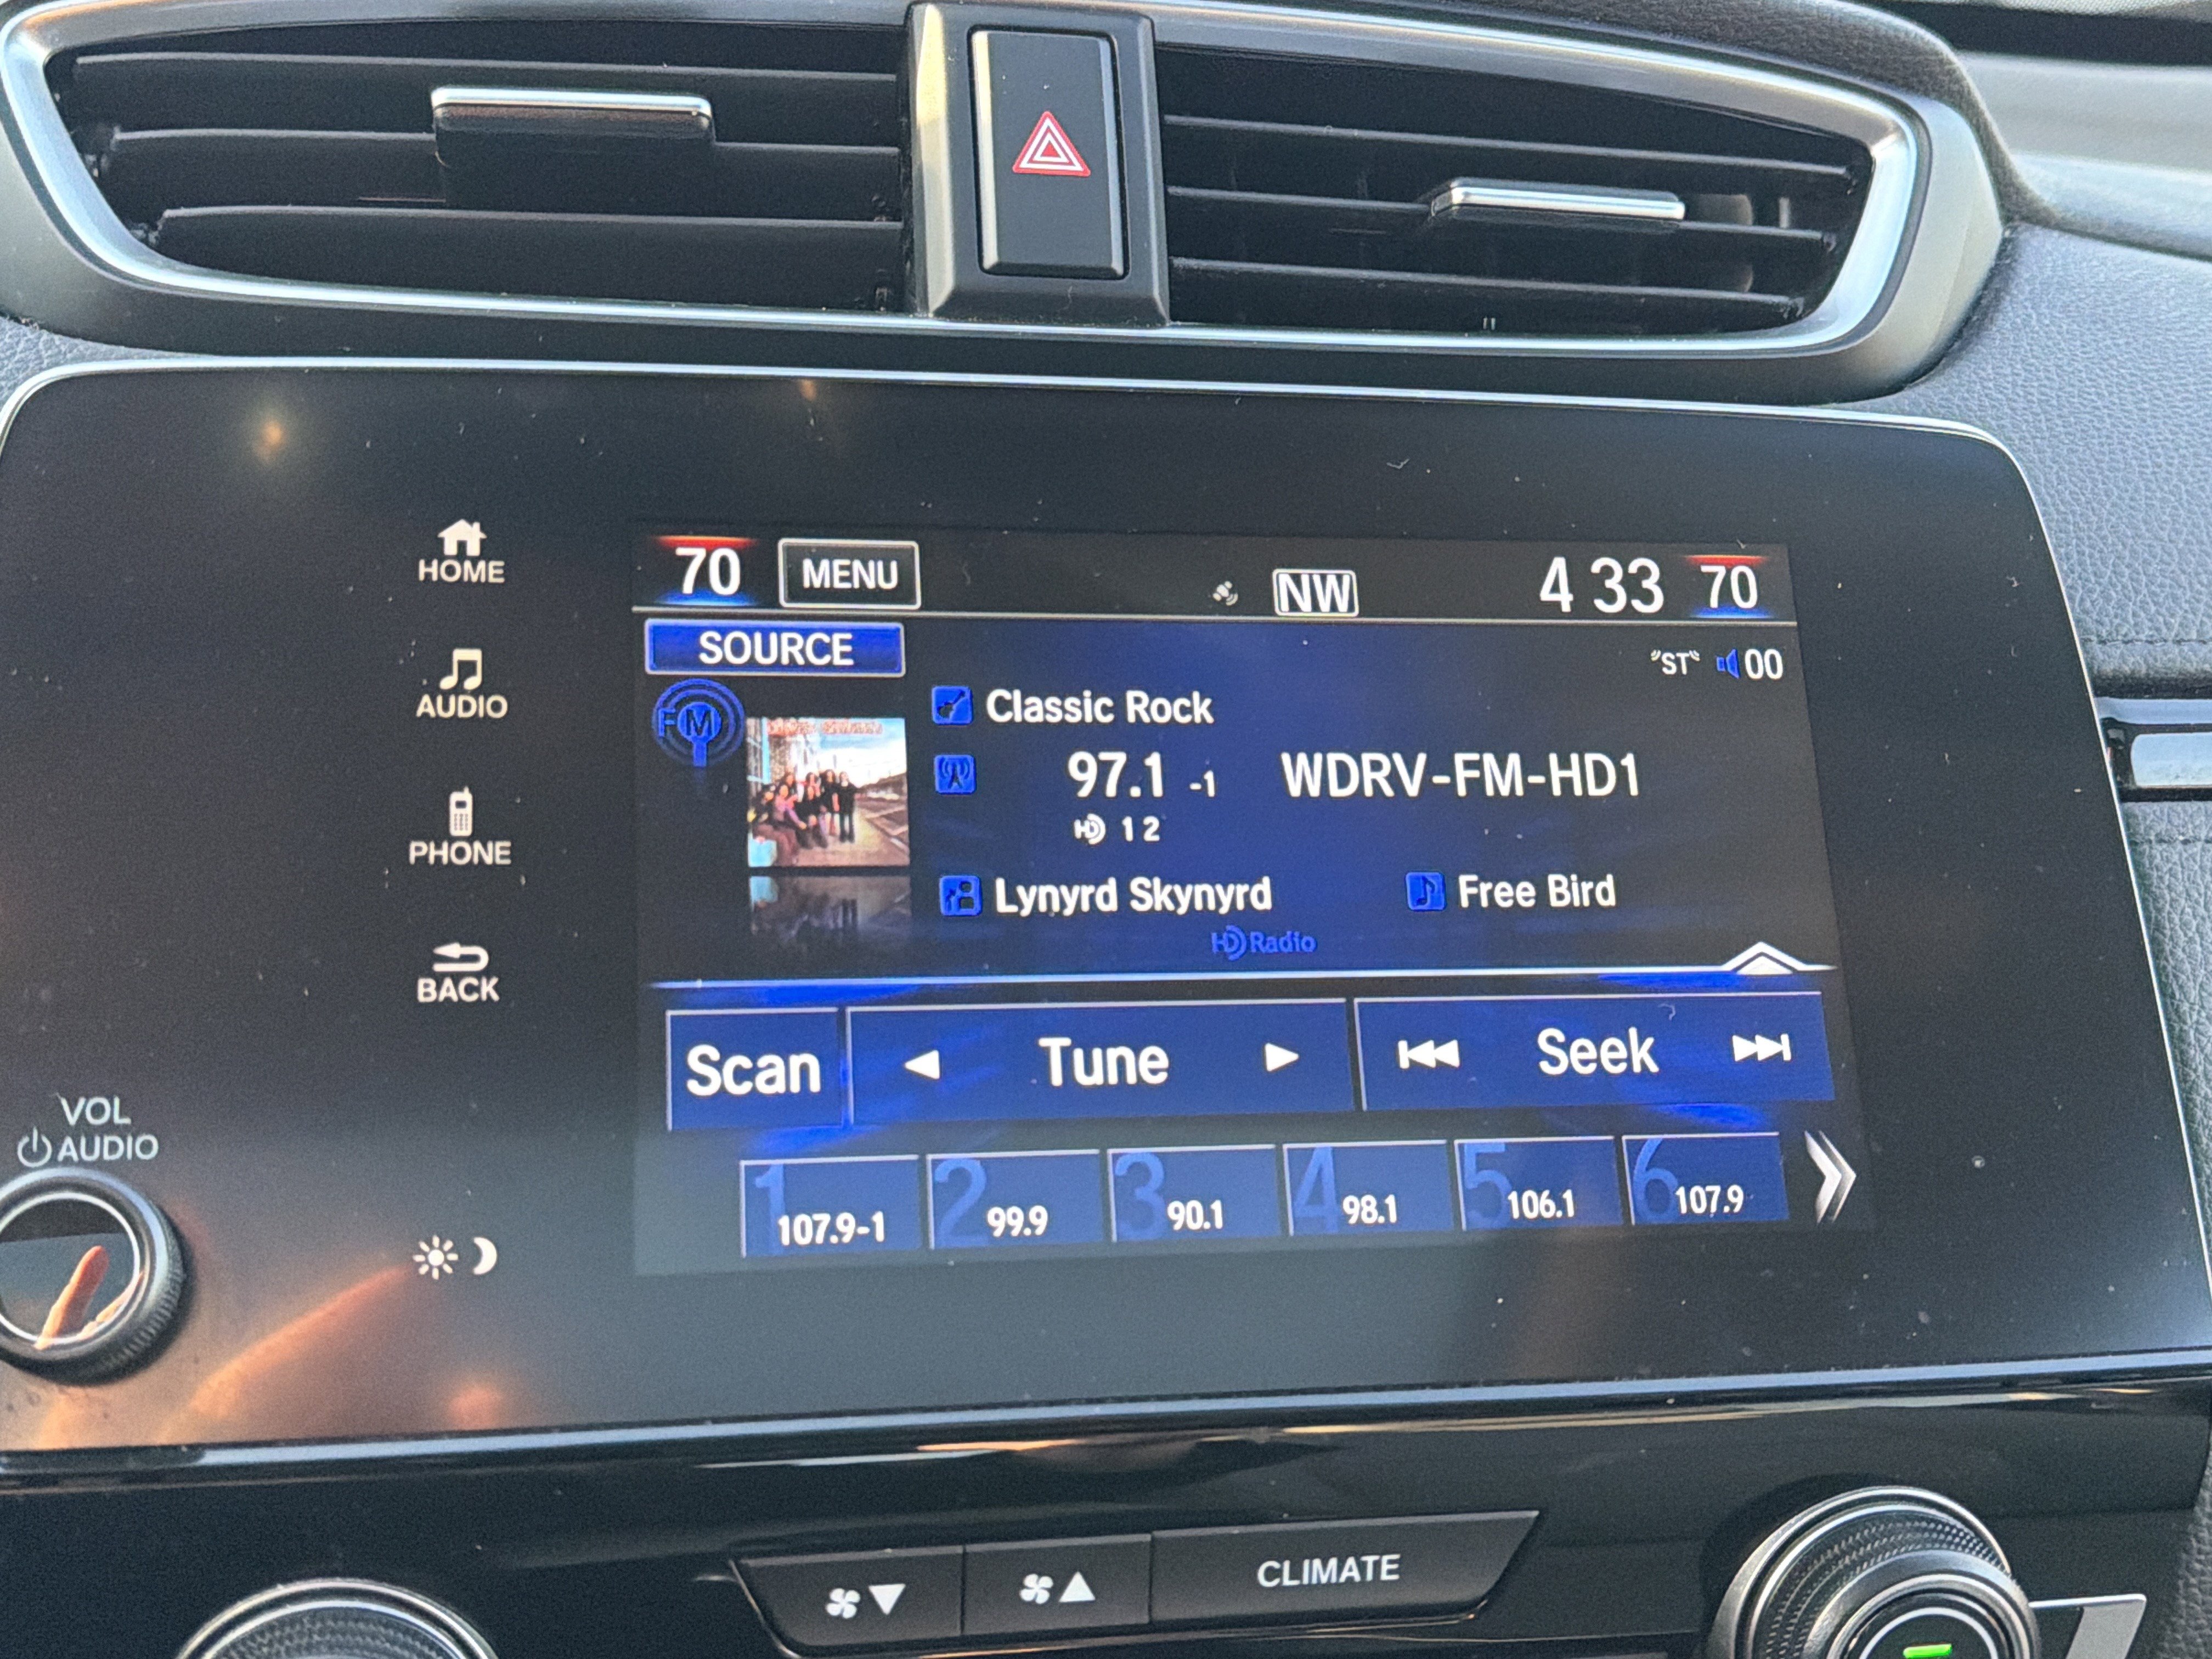 HOME
AUDIO
PHONE
BACK
VOL
AUDIO
70 MENU NW 4 33 70
SOURCE "ST" 00
FM
Classic Rock
97.1 -1 WDRV-FM-HD1
HD 1 2
Lynyrd Skynyrd Free Bird
HD Radio
Scan Tune Seek
1 107.9-1 2 99.9 3 90.1 4 98.1 5 106.1 6 107.9
CLIMATE